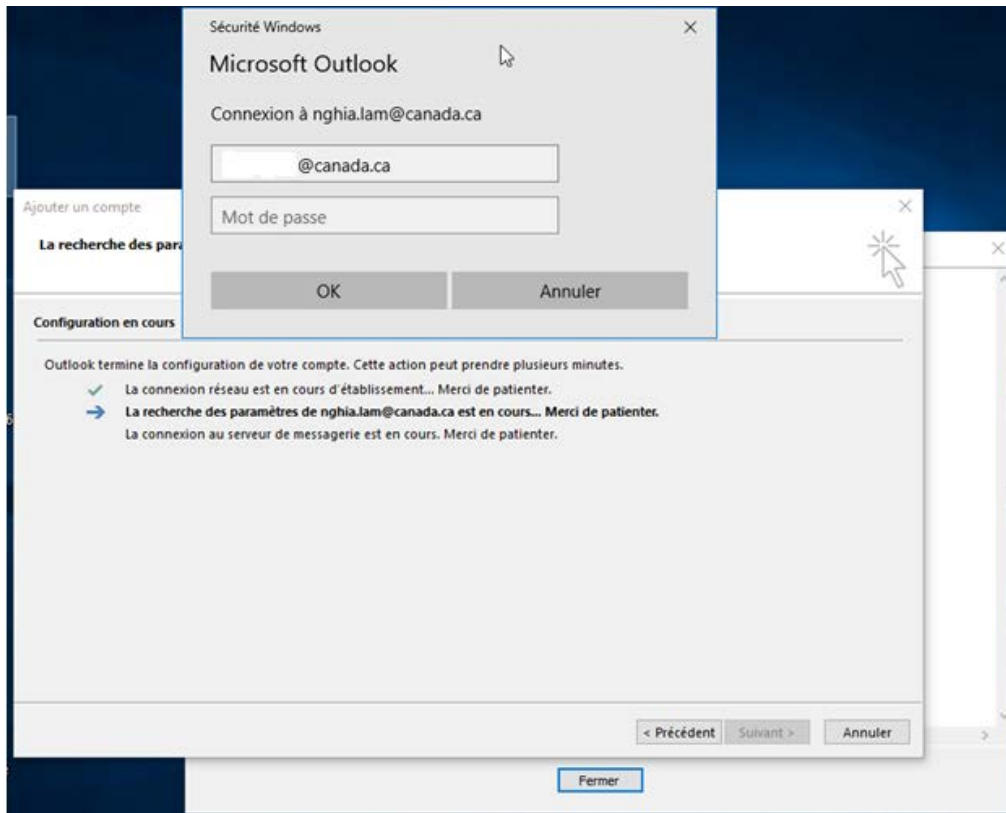 Sécurité Windows
Microsoft Outlook
Connexion à nghia.lam@canada.ca
@canada.ca
Mot de passe
OK Annuler
Ajouter un compte
La recherche des para
Configuration en cours
Outlook termine la configuration de votre compte. Cette action peut prendre plusieurs minutes.
La connexion réseau est en cours d'établissement... Merci de patienter.
La recherche des paramètres de nghia.lam@canada.ca est en cours... Merci de patienter.
La connexion au serveur de messagerie est en cours. Merci de patienter.
< Précédent Suivant > Annuler
Fermer